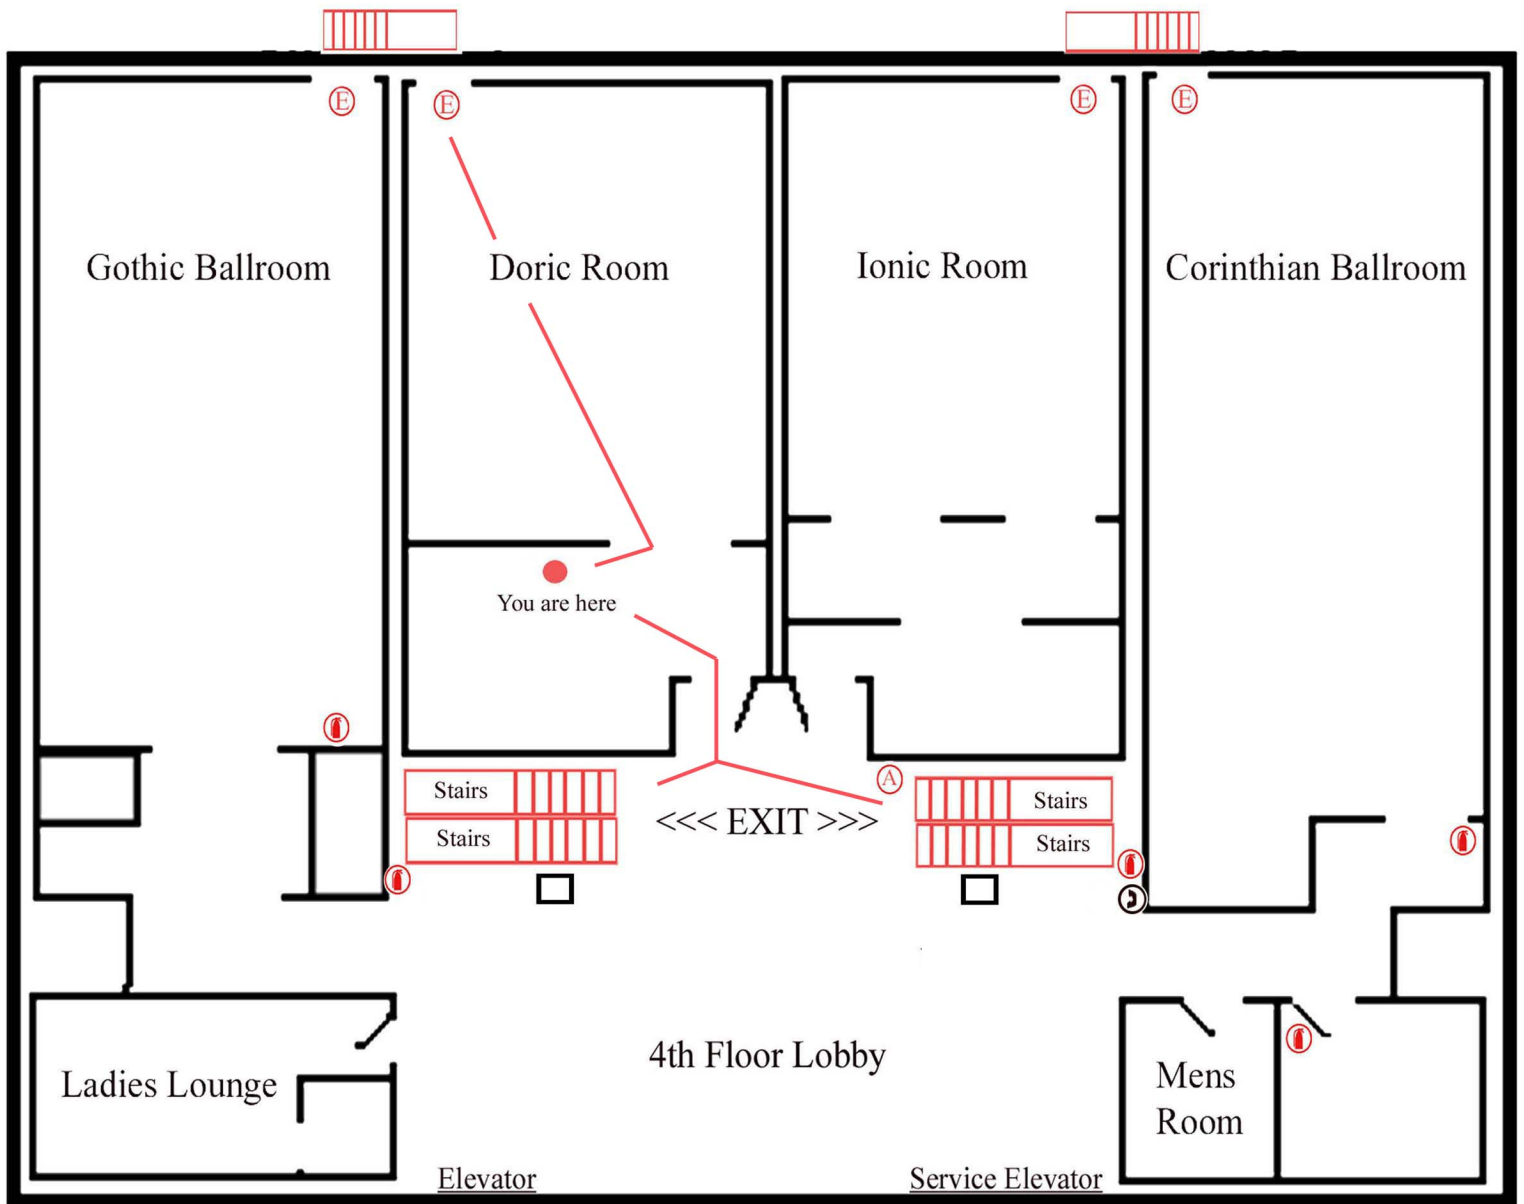 E
E
E
E
Gothic Ballroom
Doric Room
Ionic Room
Corinthian Ballroom
You are here
A
Stairs
Stairs
<<< EXIT >>>
Stairs
Stairs
4th Floor Lobby
Ladies Lounge
Mens
Room
Elevator
Service Elevator